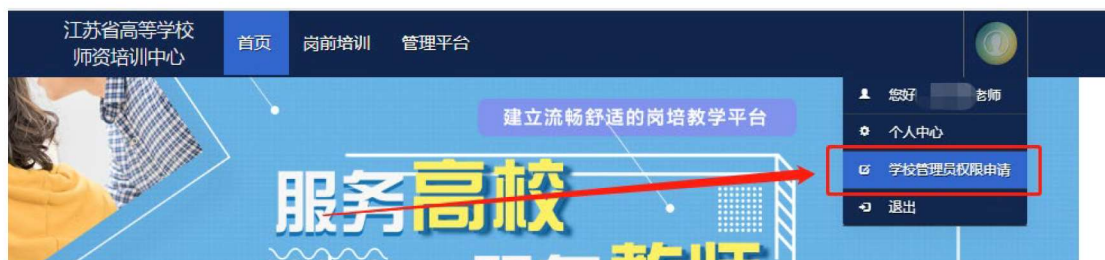 江苏省高等学校
师资培训中心
首页
岗前培训
管理平台
建立流畅舒适的岗培教学平台
您好 老师
个人中心
学校管理员权限申请
退出
服务高校